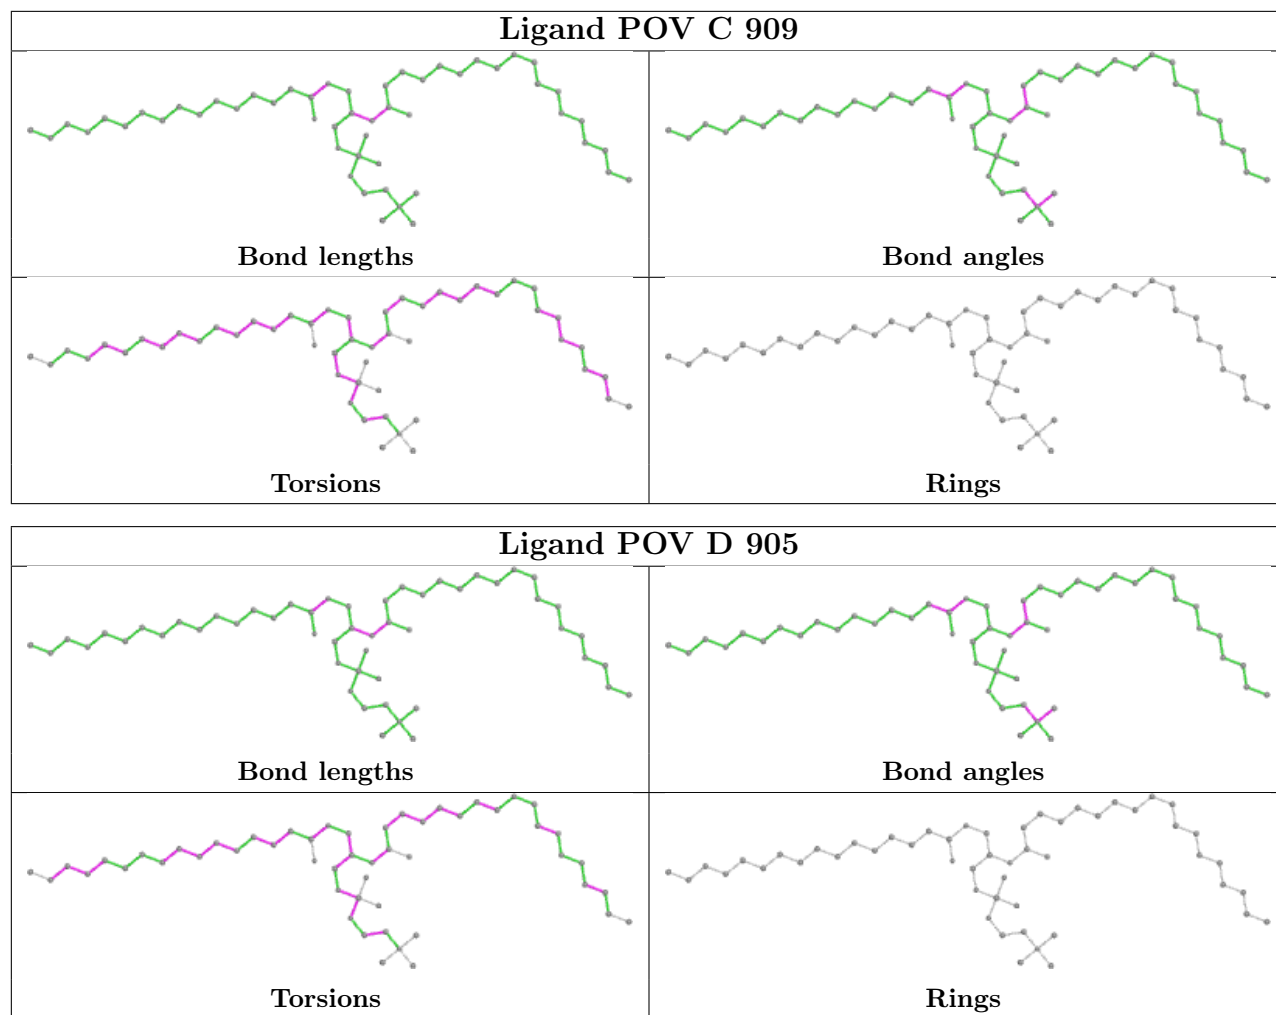 Ligand POV C 909
Bond lengths
Bond angles
Torsions
Rings
Ligand POV D 905
Bond lengths
Bond angles
Torsions
Rings